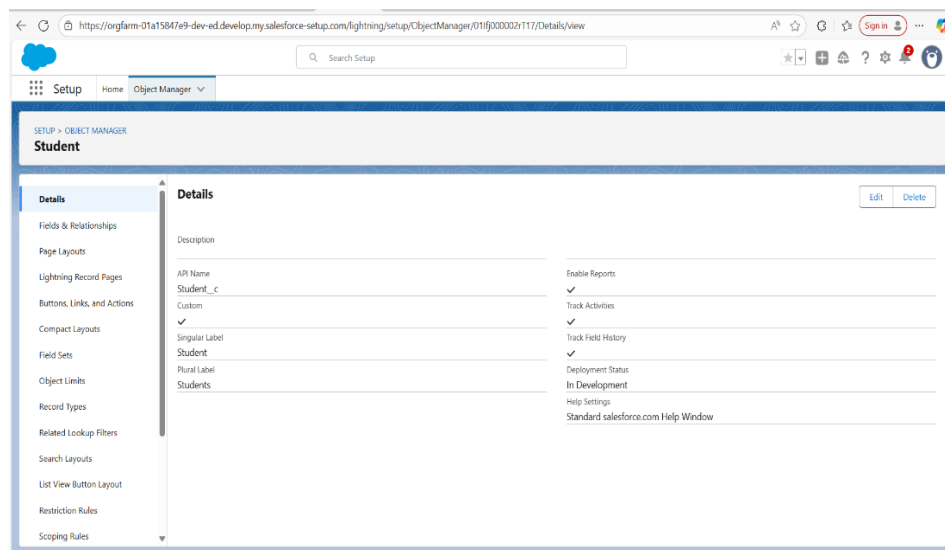 https://orgfarm-01a15847e9-dev-ed.develop.my.salesforce-setup.com/lightning/setup/ObjectManager/01Ifj000002rT17/Details/view
Sign in
Search Setup
2
Setup Home Object Manager
SETUP > OBJECT MANAGER
Student
Details
Fields & Relationships
Page Layouts
Lightning Record Pages
Buttons, Links, and Actions
Compact Layouts
Field Sets
Object Limits
Record Types
Related Lookup Filters
Search Layouts
List View Button Layout
Restriction Rules
Scoping Rules
Details
Edit Delete
Description
API Name
Student__c
Custom
Singular Label
Student
Plural Label
Students
Enable Reports
Track Activities
Track Field History
Deployment Status
In Development
Help Settings
Standard salesforce.com Help Window